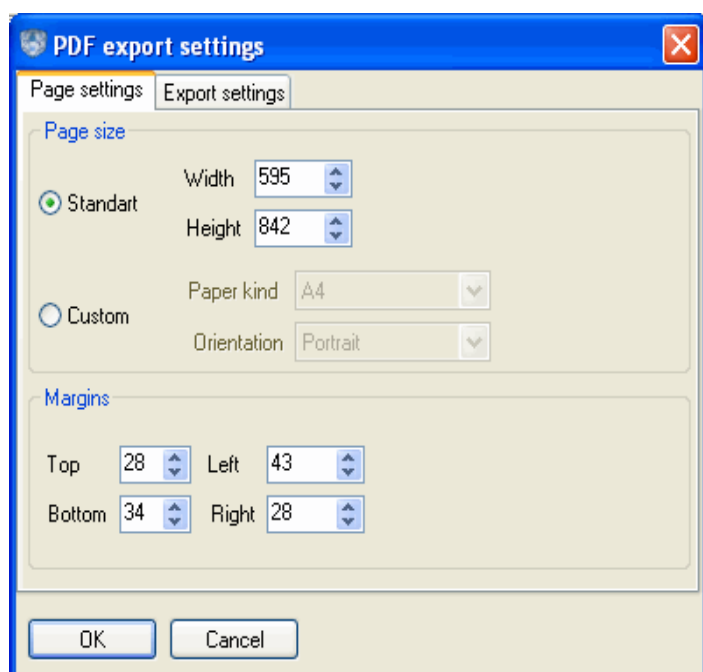 PDF export settings
Page settings Export settings
Page size
Width 595
Standart
Height 842
Paper kind A4
Custom
Orientation Portrait
Margins
Top 28 Left 43
Bottom 34 Right 28
OK Cancel